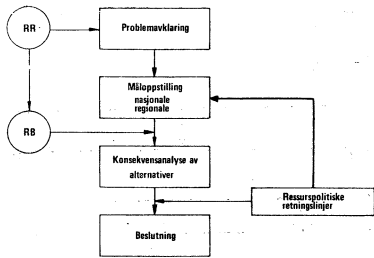 RR
Problemavklaring
Måloppstilling
nasjonale
regionale
RB
Konsekvensanalyse av
alternativer
Ressurspolitiske
retningslinjer
Beslutning